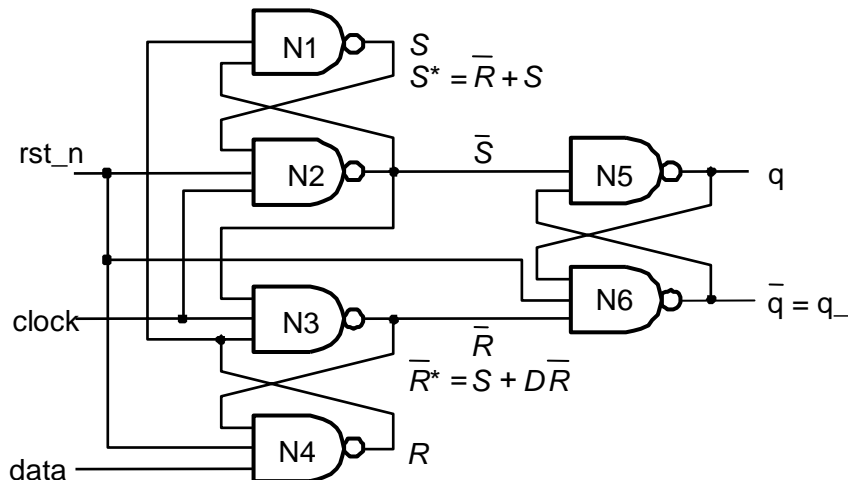 N1
S
S* = R̅ + S
rst_n
N2
S̅
N5
q
clock
N3
N6
q̅ = q_
R̅
R̅* = S + DR̅
N4
R
data